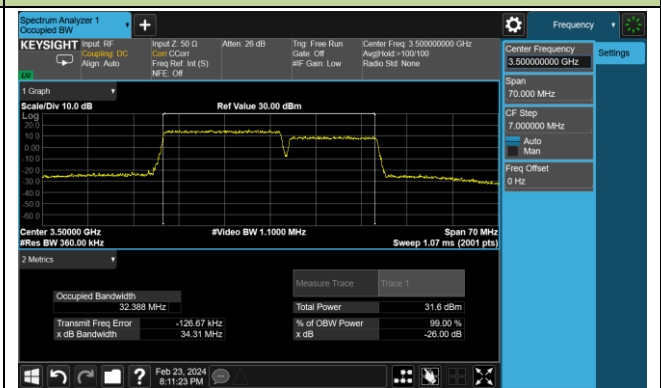 Spectrum Analyzer 1
Occupied BW
+
Frequency
KEYSIGHT
Input: RF
Coupling: DC
Align: Auto
Input Z: 50 Ω
Corr CCorr
Freq Ref: Int (S)
NFE: Off
Atten: 26 dB
Trig: Free Run
Gate: Off
#IF Gain: Low
Center Freq: 3.500000000 GHz
Avg|Hold:>100/100
Radio Std: None
LXI
Center Frequency
3.500000000 GHz
Settings
Span
70.000 MHz
CF Step
7.000000 MHz
Auto
Man
Freq Offset
0 Hz
1 Graph
Scale/Div 10.0 dB
Ref Value 30.00 dBm
Log
20.0
10.0
0.00
-10.0
-20.0
-30.0
-40.0
-50.0
-60.0
Center 3.50000 GHz
#Video BW 1.1000 MHz
Span 70 MHz
#Res BW 360.00 kHz
Sweep 1.07 ms (2001 pts)
2 Metrics
Measure Trace
Trace 1
Occupied Bandwidth
32.388 MHz
Total Power
31.6 dBm
Transmit Freq Error
-126.67 kHz
% of OBW Power
99.00 %
x dB Bandwidth
34.31 MHz
x dB
-26.00 dB
?
Feb 23, 2024
8:11:23 PM